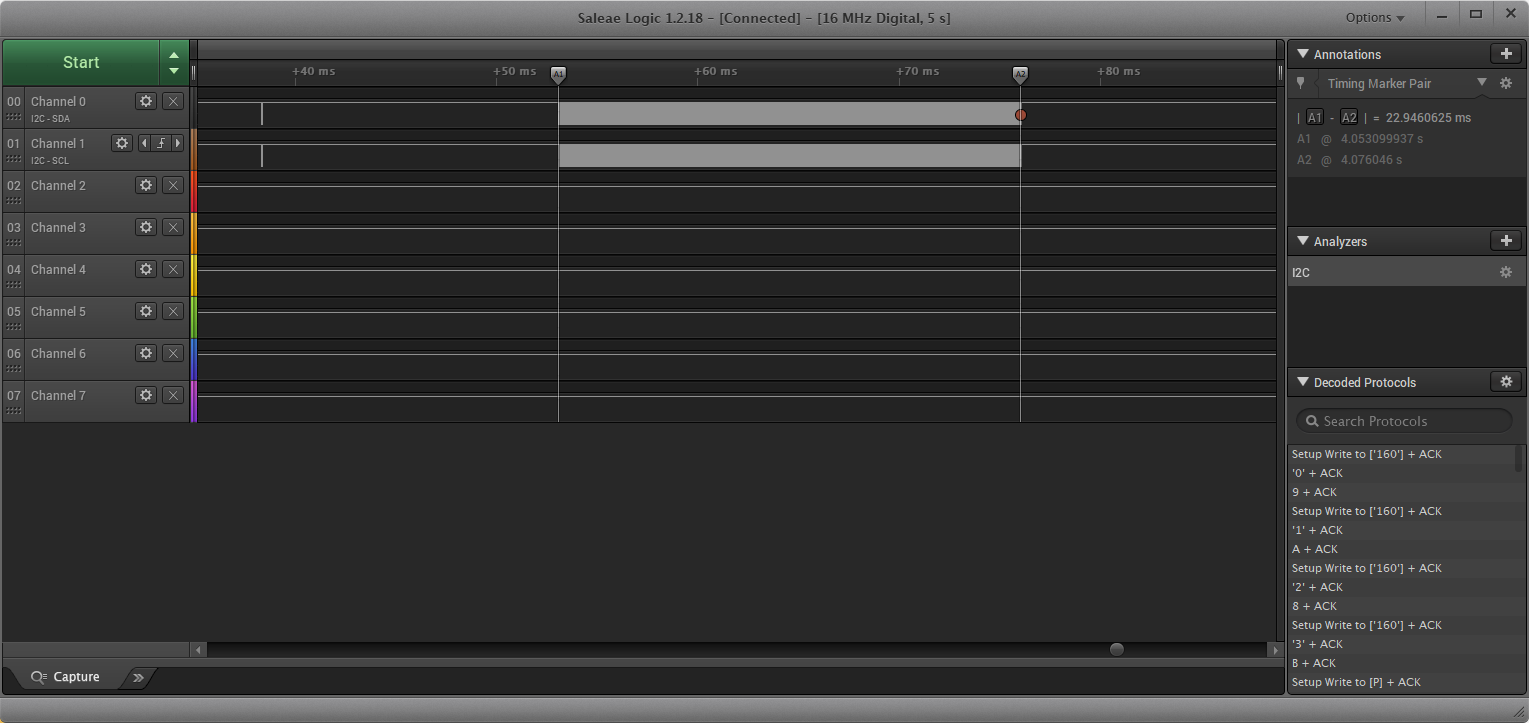 Saleae Logic 1.2.18 - [Connected] - [16 MHz Digital, 5 s]
Options
Start
+40 ms
+50 ms
+60 ms
+70 ms
+80 ms
A1
A2
00 Channel 0
I2C - SDA
01 Channel 1
I2C - SCL
02 Channel 2
03 Channel 3
04 Channel 4
05 Channel 5
06 Channel 6
07 Channel 7
Capture
Annotations
Timing Marker Pair
| A1 - A2 | = 22.9460625 ms
A1 @ 4.053099937 s
A2 @ 4.076046 s
Analyzers
I2C
Decoded Protocols
Search Protocols
Setup Write to ['160'] + ACK
'0' + ACK
9 + ACK
Setup Write to ['160'] + ACK
'1' + ACK
A + ACK
Setup Write to ['160'] + ACK
'2' + ACK
8 + ACK
Setup Write to ['160'] + ACK
'3' + ACK
B + ACK
Setup Write to [P] + ACK